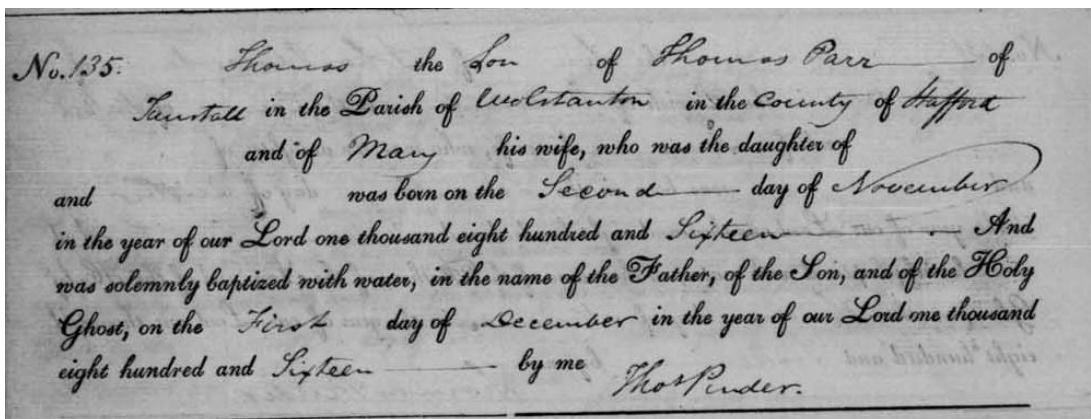 No. 135. Thomas the Son of Thomas Parr of
Tunstall in the Parish of Wolstanton in the County of Stafford
and of Mary his wife, who was the daughter of
and was born on the Second day of November
in the year of our Lord one thousand eight hundred and Sixteen And
was solemnly baptized with water, in the name of the Father, of the Son, and of the Holy
Ghost, on the First day of December in the year of our Lord one thousand
eight hundred and Sixteen by me
Thos Pinder.